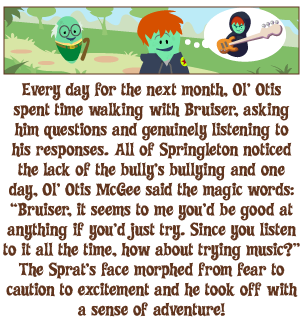 Every day for the next month, Ol' Otis
spent time walking with Bruiser, asking
him questions and genuinely listening to
his responses. All of Springleton noticed
the lack of the bully's bullying and one
day, Ol' Otis McGee said the magic words:
"Bruiser, it seems to me you'd be good at
anything if you'd just try. Since you listen
to it all the time, how about trying music?"
The Sprat's face morphed from fear to
caution to excitement and he took off with
a sense of adventure!